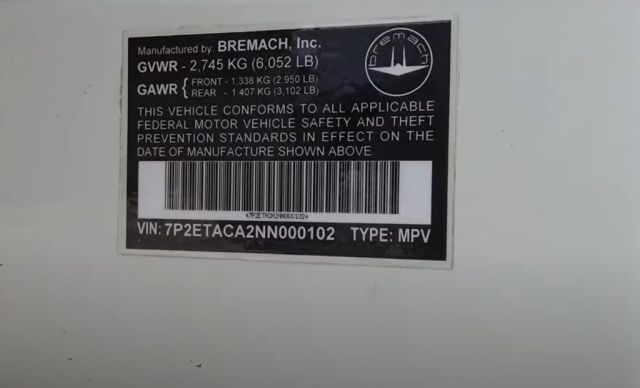 Manufactured by BREMACH, Inc.
bremach
GVWR - 2,745 KG (6,052 LB)
GAWR { FRONT - 1,338 KG (2,950 LB)
REAR - 1,407 KG (3,102 LB)
THIS VEHICLE CONFORMS TO ALL APPLICABLE
FEDERAL MOTOR VEHICLE SAFETY AND THEFT
PREVENTION STANDARDS IN EFFECT ON THE
DATE OF MANUFACTURE SHOWN ABOVE.
VIN: 7P2ETACA2NN000102 TYPE: MPV